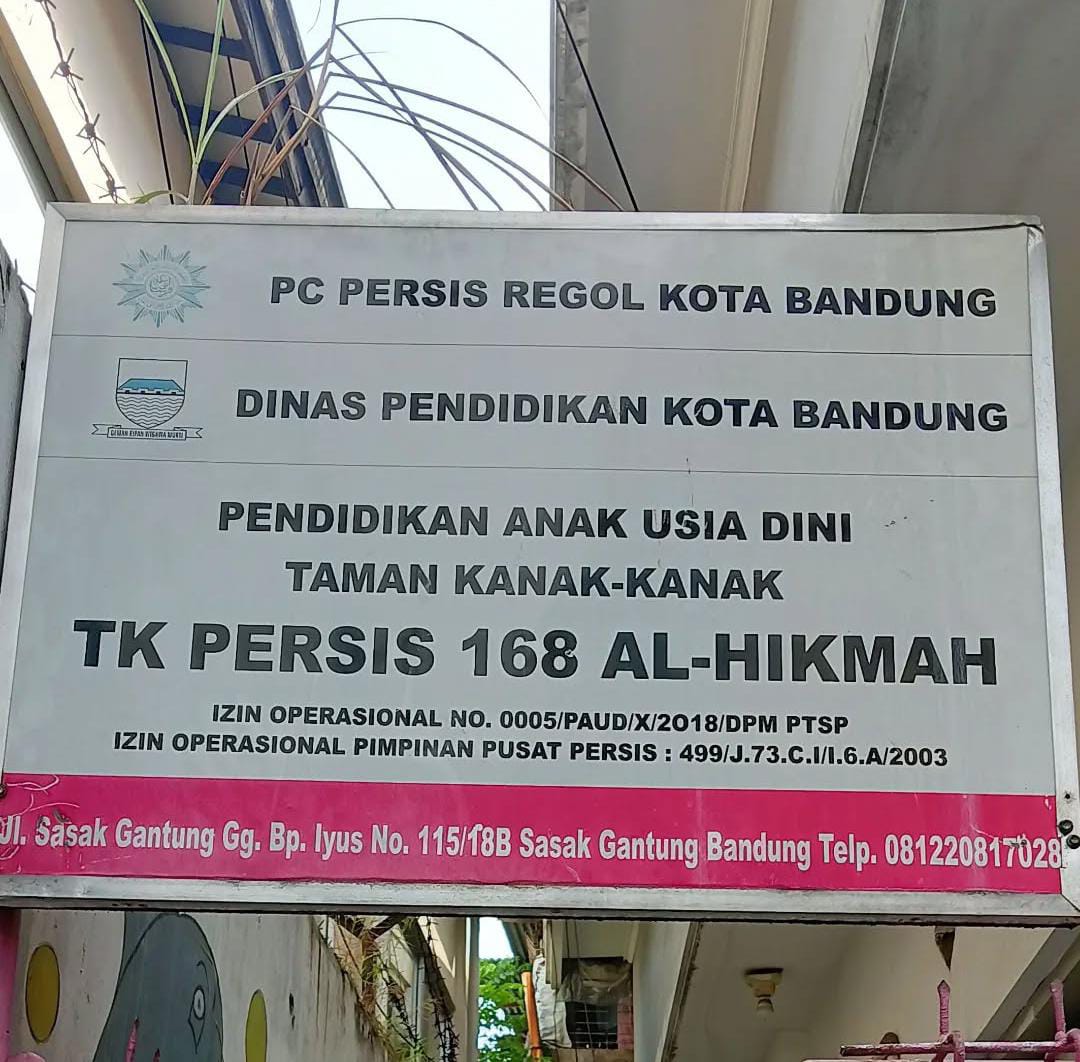 PC PERSIS REGOL KOTA BANDUNG
DINAS PENDIDIKAN KOTA BANDUNG
PENDIDIKAN ANAK USIA DINI
TAMAN KANAK-KANAK
TK PERSIS 168 AL-HIKMAH
IZIN OPERASIONAL NO. 0005/PAUD/X/2018/DPM PTSP
IZIN OPERASIONAL PIMPINAN PUSAT PERSIS : 499/J.73.C.I/I.6.A/2003
Jl. Sasak Gantung Gg. Bp. Iyus No. 115/18B Sasak Gantung Bandung Telp. 081220817028